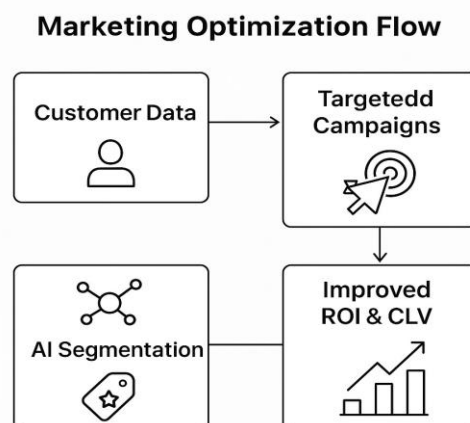 Marketing Optimization Flow
Customer Data
Targetedd
Campaigns
AI Segmentation
Improved
ROI & CLV